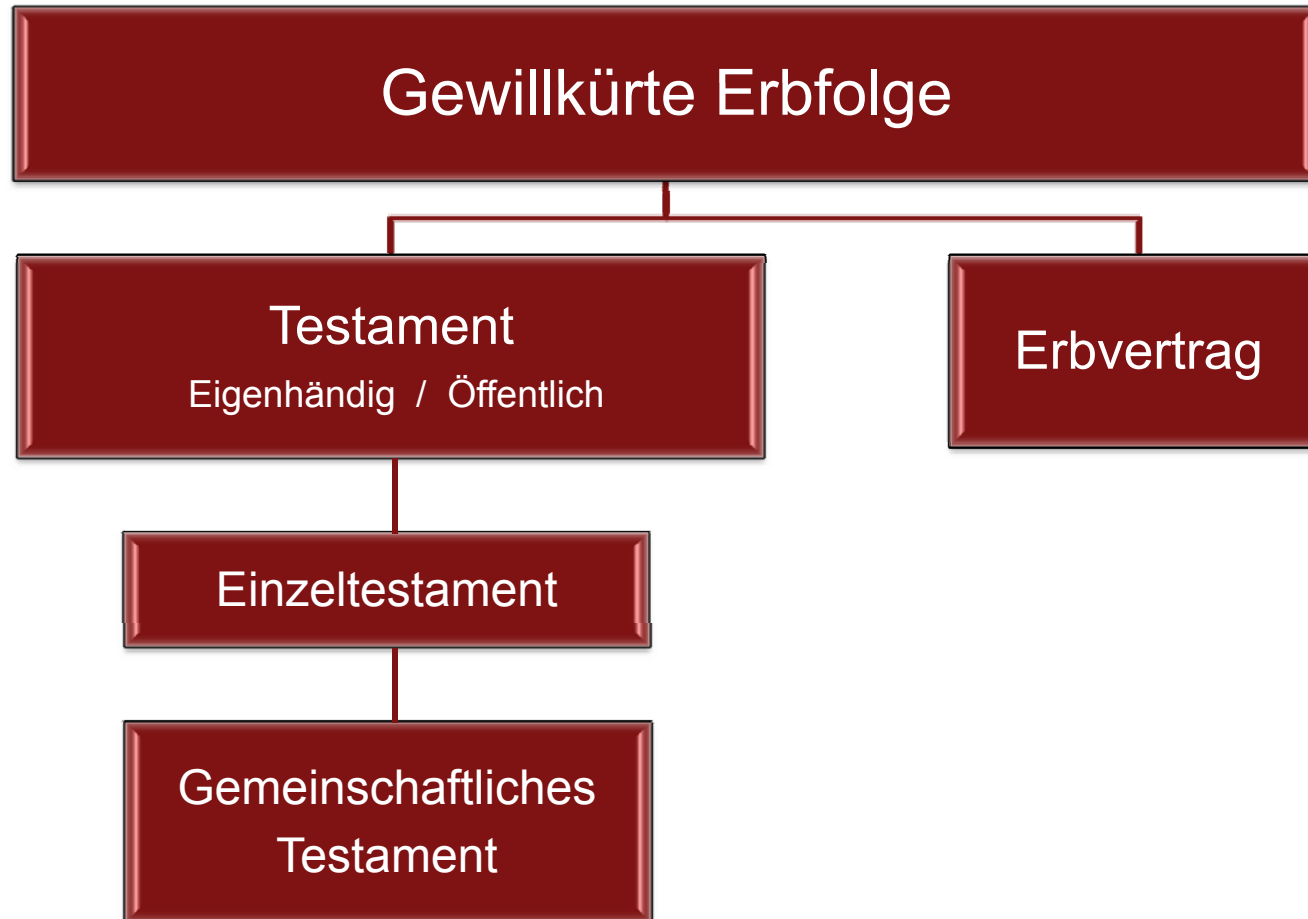 Gewillkürte Erbfolge
Testament
Eigenhändig / Öffentlich
Erbvertrag
Einzeltestament
Gemeinschaftliches
Testament